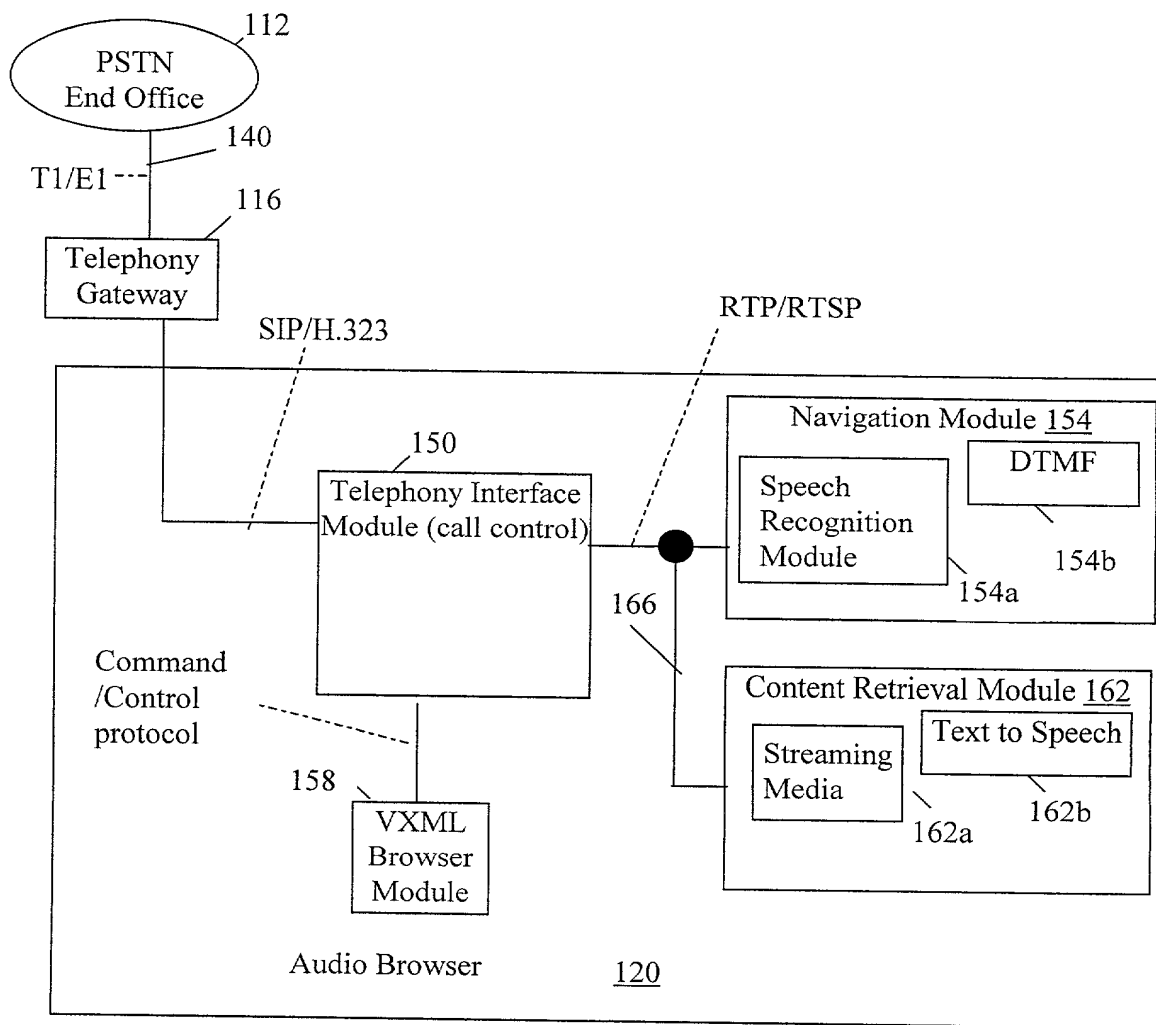 112
PSTN
End Office
140
T1/E1
116
Telephony
Gateway
SIP/H.323
RTP/RTSP
Navigation Module 154
DTMF
154b
Speech
Recognition
Module
154a
150
Telephony Interface
Module (call control)
166
Command
/Control
protocol
Content Retrieval Module 162
Text to Speech
162b
Streaming
Media
162a
158
VXML
Browser
Module
Audio Browser
120